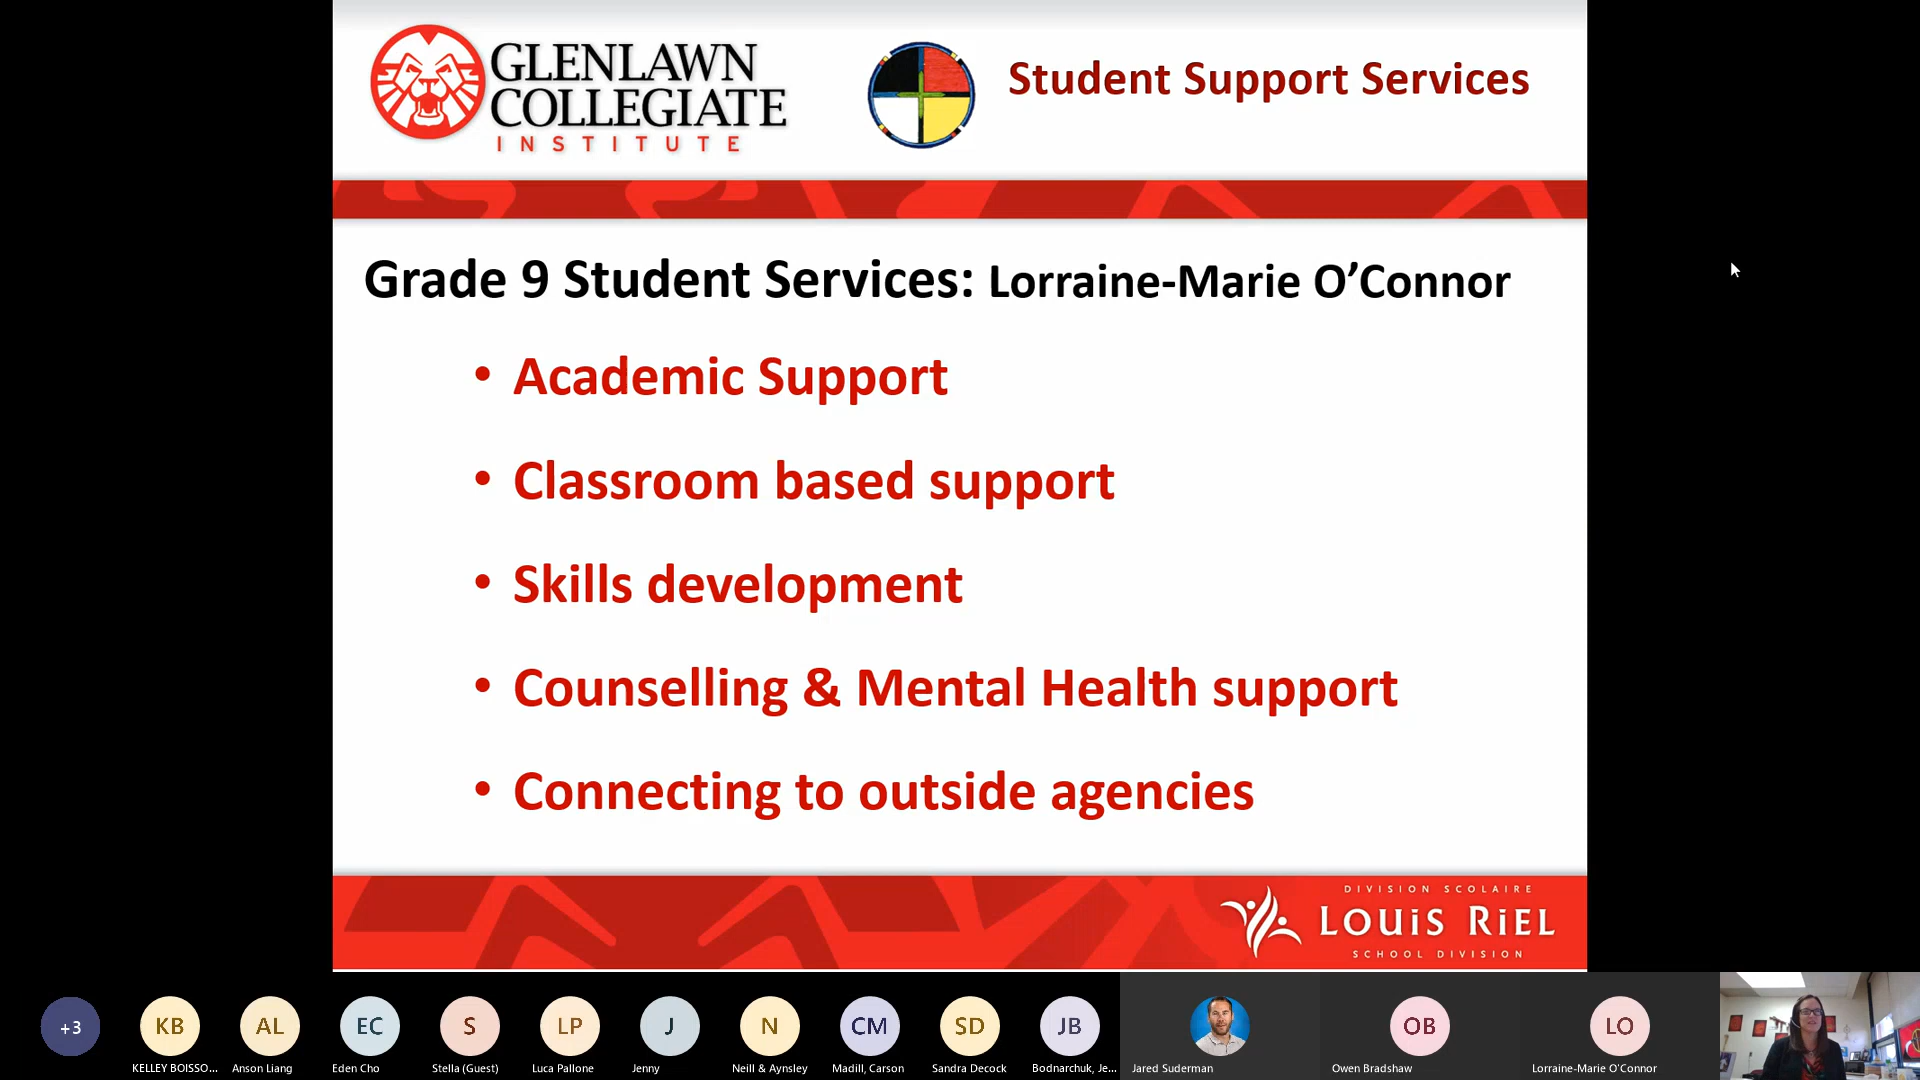 GLENLAWN
COLLEGIATE
INSTITUTE
Student Support Services
Grade 9 Student Services: Lorraine-Marie O’Connor
• Academic Support
• Classroom based support
• Skills development
• Counselling & Mental Health support
• Connecting to outside agencies
DIVISION SCOLAIRE
LOUiS RiEL
SCHOOL DIVISION
+3
KB
AL
EC
S
LP
J
N
CM
SD
JB
OB
LO
KELLEY BOISSO...
Anson Liang
Eden Cho
Stella (Guest)
Luca Pallone
Jenny
Neill & Aynsley
Madill, Carson
Sandra Decock
Bodnarchuk, Je...
Jared Suderman
Owen Bradshaw
Lorraine-Marie O'Connor